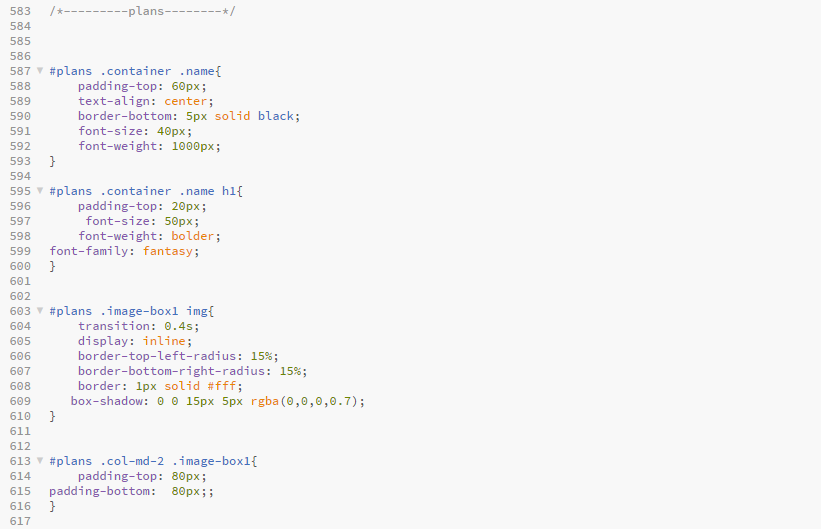 583 /*---------plans--------*/
584
585
586
587 #plans .container .name{
588     padding-top: 60px;
589     text-align: center;
590     border-bottom: 5px solid black;
591     font-size: 40px;
592     font-weight: 1000px;
593 }
594
595 #plans .container .name h1{
596     padding-top: 20px;
597      font-size: 50px;
598     font-weight: bolder;
599 font-family: fantasy;
600 }
601
602
603 #plans .image-box1 img{
604     transition: 0.4s;
605     display: inline;
606     border-top-left-radius: 15%;
607     border-bottom-right-radius: 15%;
608     border: 1px solid #fff;
609    box-shadow: 0 0 15px 5px rgba(0,0,0,0.7);
610 }
611
612
613 #plans .col-md-2 .image-box1{
614     padding-top: 80px;
615 padding-bottom:  80px;;
616 }
617